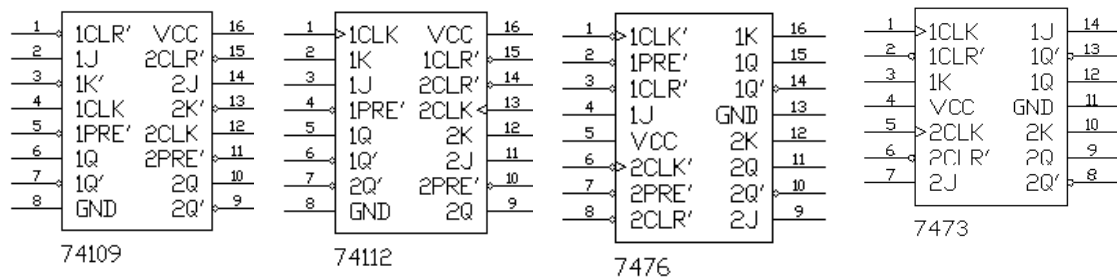 1 1CLR' VCC 16
2 1J 2CLR' 15
3 1K' 2J 14
4 1CLK 2K' 13
5 1PRE' 2CLK 12
6 1Q 2PRE' 11
7 1Q' 2Q 10
8 GND 2Q' 9
74109
1 1CLK VCC 16
2 1K 1CLR' 15
3 1J 2CLR' 14
4 1PRE' 2CLK 13
5 1Q 2K 12
6 1Q' 2J 11
7 2Q' 2PRE' 10
8 GND 2Q 9
74112
1 1CLK' 1K 16
2 1PRE' 1Q 15
3 1CLR' 1Q' 14
4 1J GND 13
5 VCC 2K 12
6 2CLK' 2Q 11
7 2PRE' 2Q' 10
8 2CLR' 2J 9
7476
1 1CLK 1J 14
2 1CLR' 1Q' 13
3 1K 1Q 12
4 VCC GND 11
5 2CLK 2K 10
6 2CLR' 2Q 9
7 2J 2Q' 8
7473